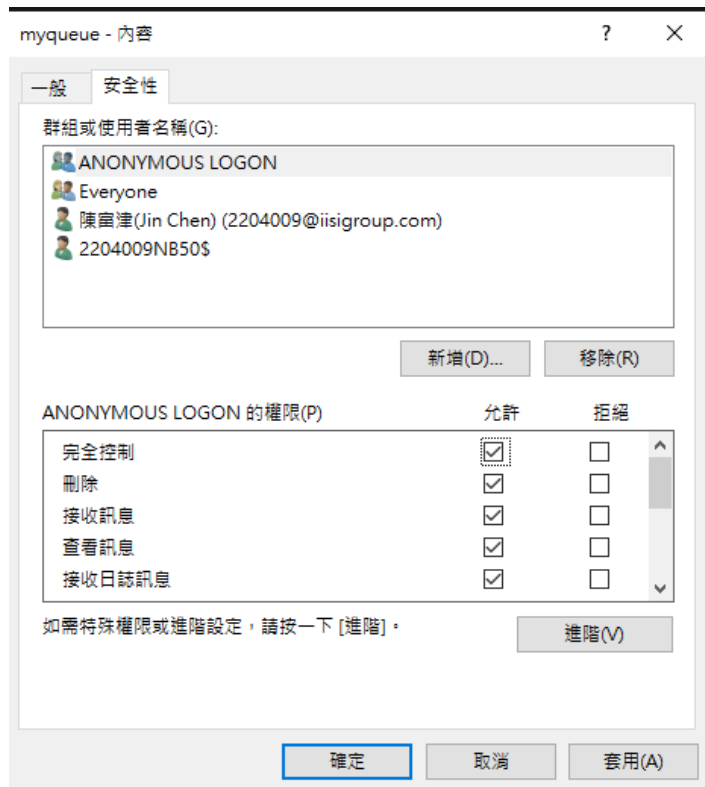 myqueue - 內容 ? ✕
一般 安全性
群組或使用者名稱(G):
ANONYMOUS LOGON
Everyone
陳富津(Jin Chen) (2204009@iisigroup.com)
2204009NB50$
新增(D)... 移除(R)
ANONYMOUS LOGON 的權限(P) 允許 拒絕
完全控制
刪除
接收訊息
查看訊息
接收日誌訊息
如需特殊權限或進階設定，請按一下 [進階]。
進階(V)
確定 取消 套用(A)